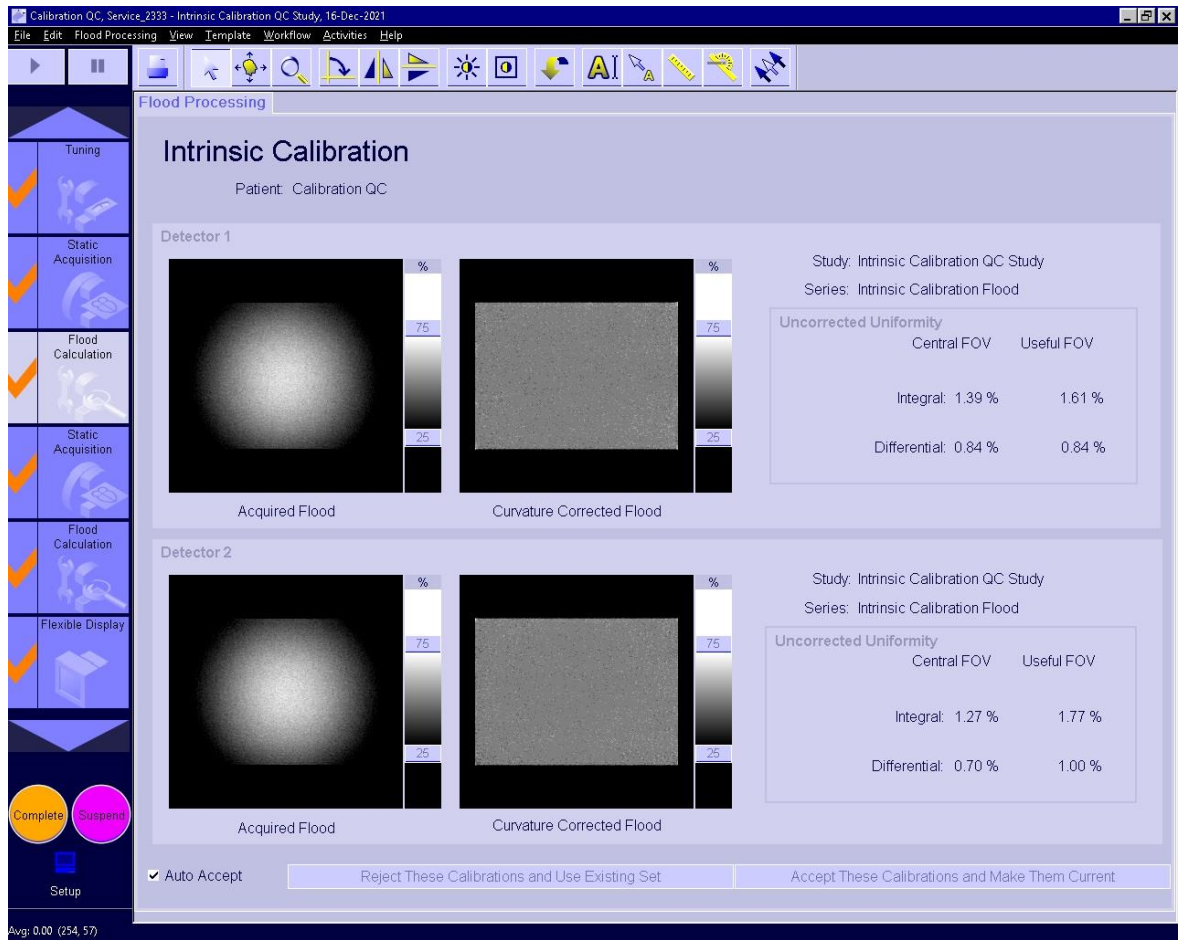 Calibration QC, Service_2333 - Intrinsic Calibration QC Study, 16-Dec-2021
File Edit Flood Processing View Template Workflow Activities Help
Flood Processing
Tuning
Static
Acquisition
Flood
Calculation
Static
Acquisition
Flood
Calculation
Flexible Display
Complete
Suspend
Setup
Avg: 0.00 (254, 57)
Intrinsic Calibration
Patient: Calibration QC
Detector 1
%
75
25
%
75
25
Acquired Flood
Curvature Corrected Flood
Study: Intrinsic Calibration QC Study
Series: Intrinsic Calibration Flood
Uncorrected Uniformity
Central FOV Useful FOV
Integral: 1.39 % 1.61 %
Differential: 0.84 % 0.84 %
Detector 2
%
75
25
%
75
25
Acquired Flood
Curvature Corrected Flood
Study: Intrinsic Calibration QC Study
Series: Intrinsic Calibration Flood
Uncorrected Uniformity
Central FOV Useful FOV
Integral: 1.27 % 1.77 %
Differential: 0.70 % 1.00 %
Auto Accept
Reject These Calibrations and Use Existing Set
Accept These Calibrations and Make Them Current